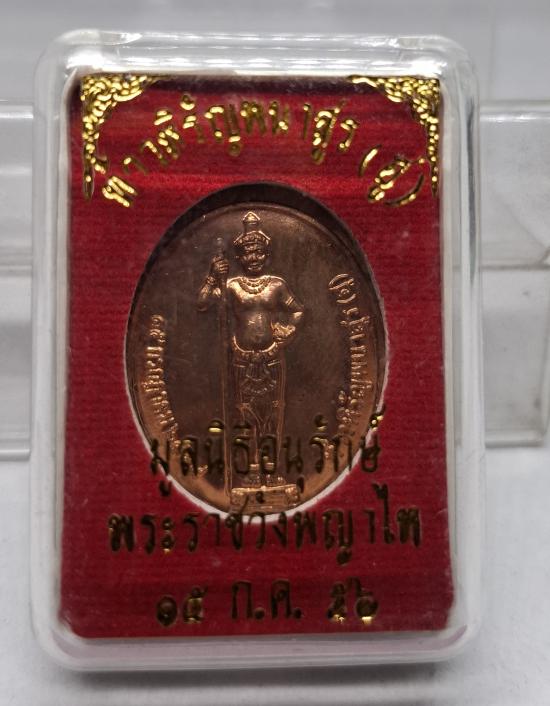 ท้าวหิรัญพนาสูร (ฮู้)
มูลนิธิอนุรักษ์
พระราชวังพญาไท
๑๕ ก.ค. ๕๖